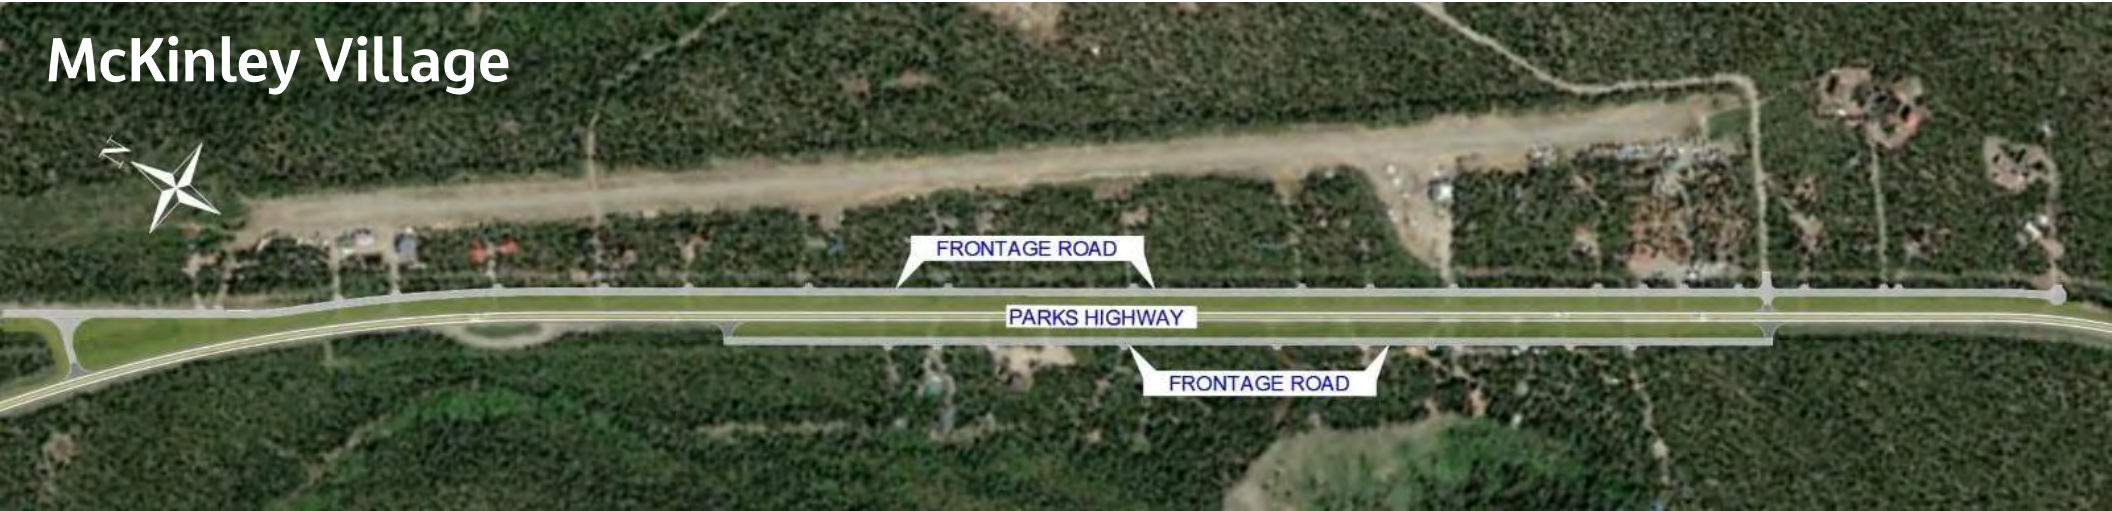 McKinley Village
N
FRONTAGE ROAD
PARKS HIGHWAY
FRONTAGE ROAD